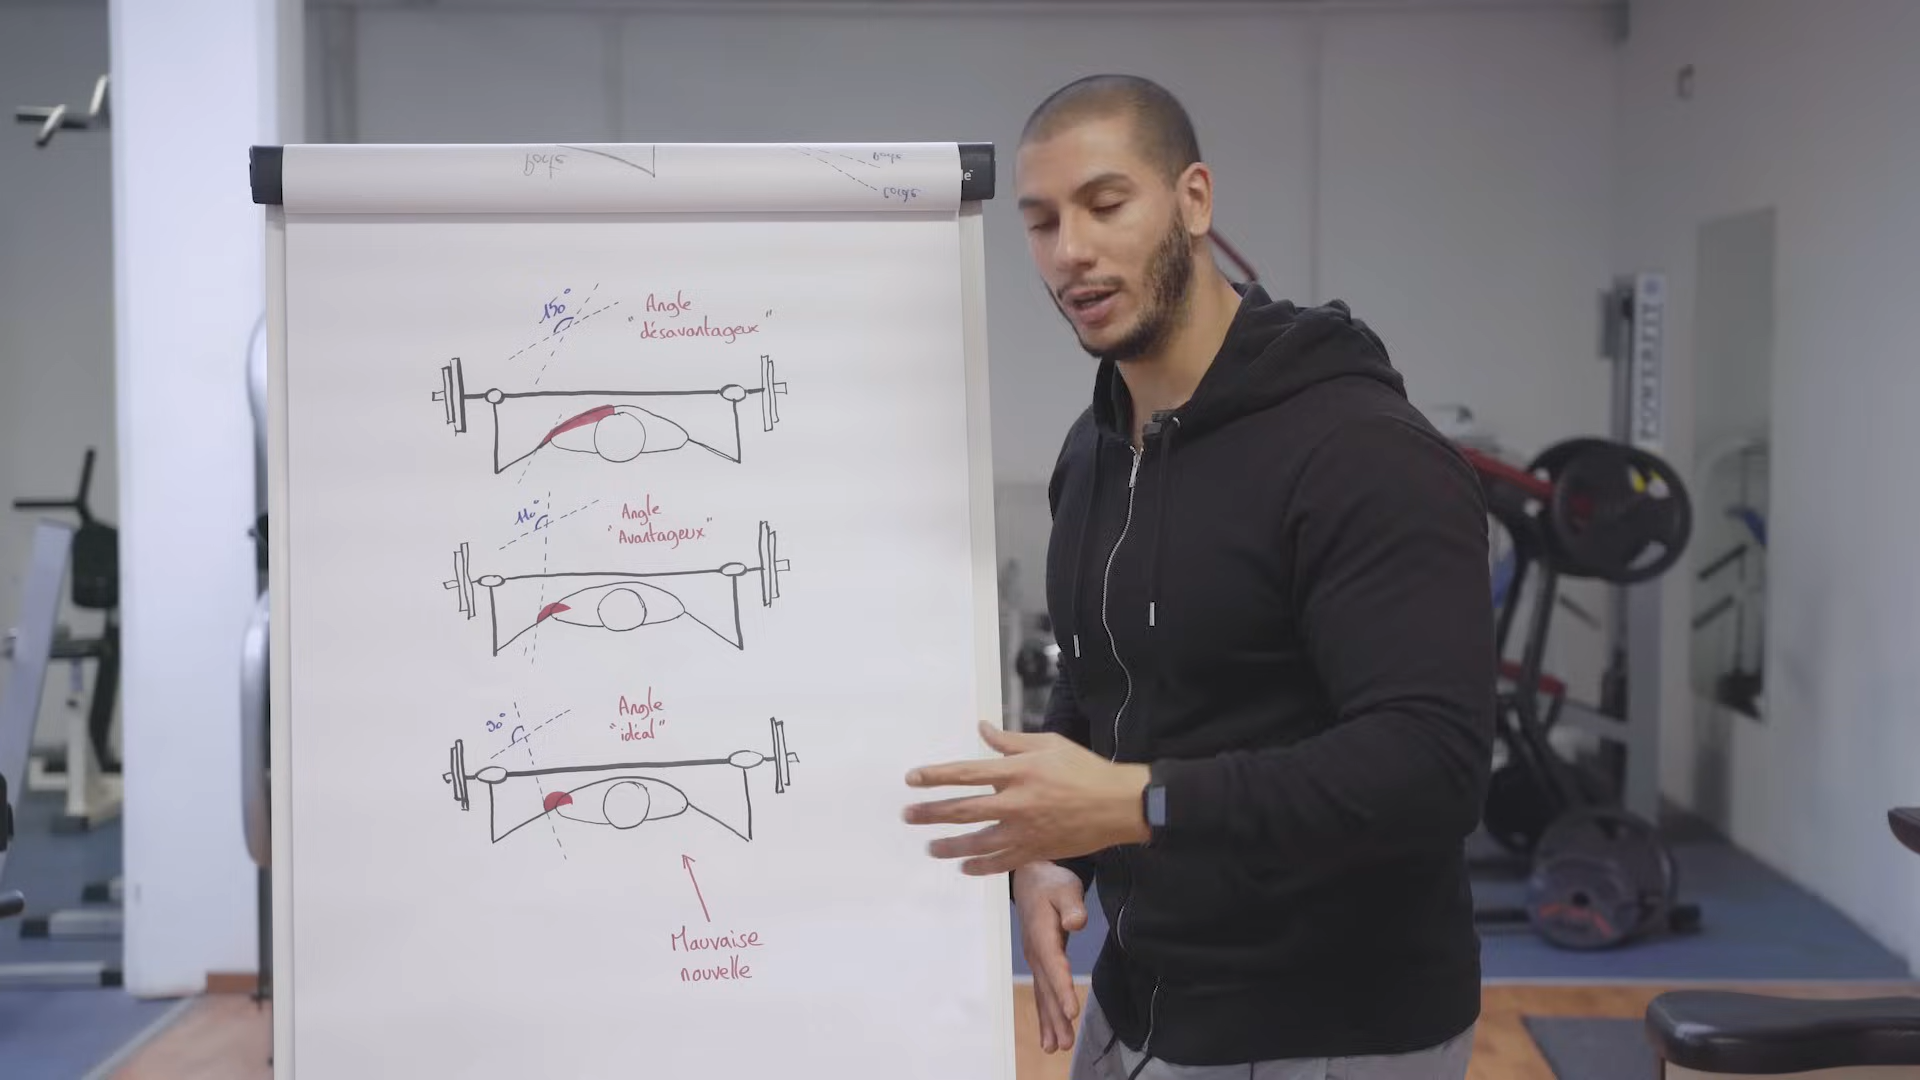 150°
Angle
"désavantageux"
110°
Angle
"Avantageux"
90°
Angle
"idéal"
Mauvaise
nouvelle